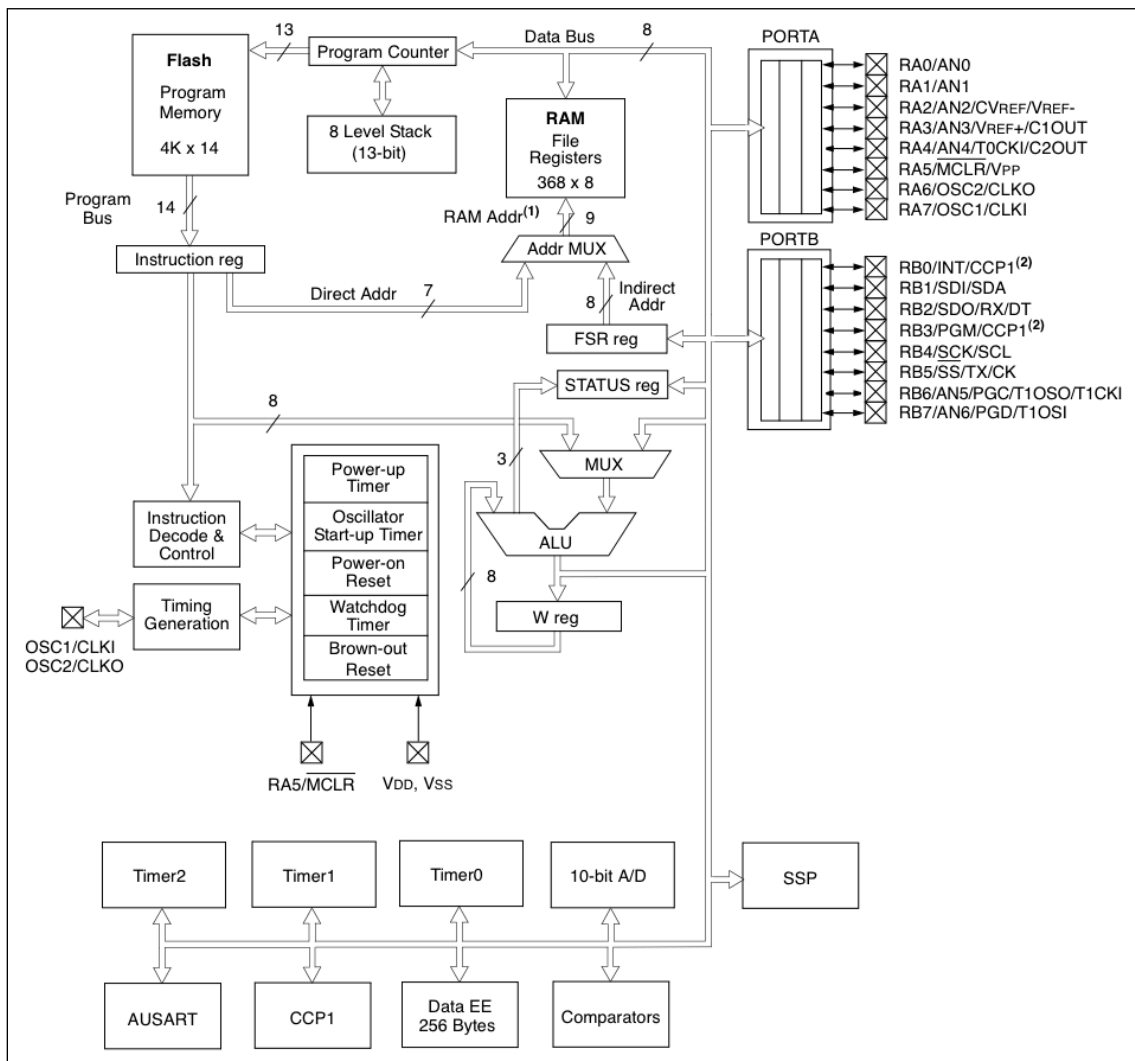 13
Flash
Program
Memory
4K x 14
Program Counter
8 Level Stack
(13-bit)
Data Bus
8
RAM
File
Registers
368 x 8
RAM Addr(1)
9
Program
Bus
14
Instruction reg
Addr MUX
Direct Addr
7
8
Indirect
Addr
FSR reg
STATUS reg
8
3
MUX
ALU
8
W reg
Instruction
Decode &
Control
Timing
Generation
OSC1/CLKI
OSC2/CLKO
Power-up
Timer
Oscillator
Start-up Timer
Power-on
Reset
Watchdog
Timer
Brown-out
Reset
RA5/MCLR
VDD, VSS
PORTA
RA0/AN0
RA1/AN1
RA2/AN2/CVREF/VREF-
RA3/AN3/VREF+/C1OUT
RA4/AN4/T0CKI/C2OUT
RA5/MCLR/VPP
RA6/OSC2/CLKO
RA7/OSC1/CLKI
PORTB
RB0/INT/CCP1(2)
RB1/SDI/SDA
RB2/SDO/RX/DT
RB3/PGM/CCP1(2)
RB4/SCK/SCL
RB5/SS/TX/CK
RB6/AN5/PGC/T1OSO/T1CKI
RB7/AN6/PGD/T1OSI
Timer2
Timer1
Timer0
10-bit A/D
SSP
AUSART
CCP1
Data EE
256 Bytes
Comparators